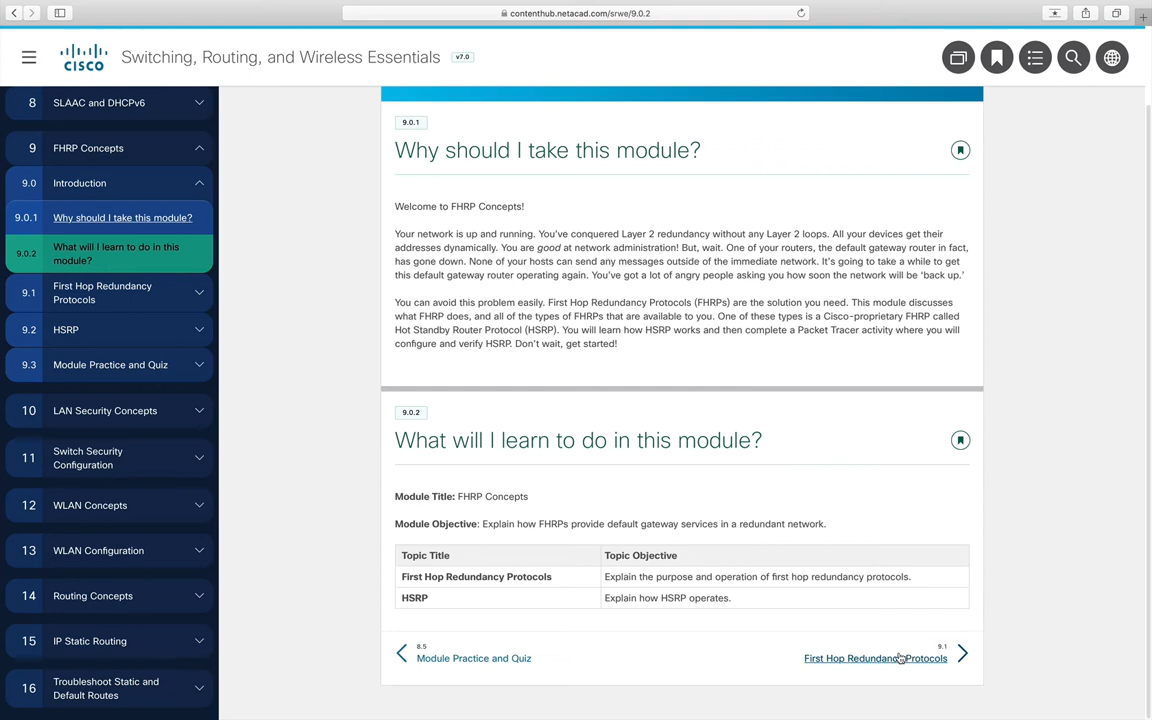 contenthub.netacad.com/srwe/9.0.2
CISCO
Switching, Routing, and Wireless Essentials
v7.0
8 SLAAC and DHCPv6
9 FHRP Concepts
9.0 Introduction
9.0.1 Why should I take this module?
9.0.2 What will I learn to do in this
module?
9.1 First Hop Redundancy
Protocols
9.2 HSRP
9.3 Module Practice and Quiz
10 LAN Security Concepts
11 Switch Security
Configuration
12 WLAN Concepts
13 WLAN Configuration
14 Routing Concepts
15 IP Static Routing
16 Troubleshoot Static and
Default Routes
9.0.1
Why should I take this module?
Welcome to FHRP Concepts!
Your network is up and running. You’ve conquered Layer 2 redundancy without any Layer 2 loops. All your devices get their
addresses dynamically. You are good at network administration! But, wait. One of your routers, the default gateway router in fact,
has gone down. None of your hosts can send any messages outside of the immediate network. It’s going to take a while to get
this default gateway router operating again. You’ve got a lot of angry people asking you how soon the network will be ‘back up.’
You can avoid this problem easily. First Hop Redundancy Protocols (FHRPs) are the solution you need. This module discusses
what FHRP does, and all of the types of FHRPs that are available to you. One of these types is a Cisco-proprietary FHRP called
Hot Standby Router Protocol (HSRP). You will learn how HSRP works and then complete a Packet Tracer activity where you will
configure and verify HSRP. Don’t wait, get started!
9.0.2
What will I learn to do in this module?
Module Title: FHRP Concepts
Module Objective: Explain how FHRPs provide default gateway services in a redundant network.
Topic Title Topic Objective
First Hop Redundancy Protocols Explain the purpose and operation of first hop redundancy protocols.
HSRP Explain how HSRP operates.
8.5
Module Practice and Quiz
9.1
First Hop Redundancy Protocols